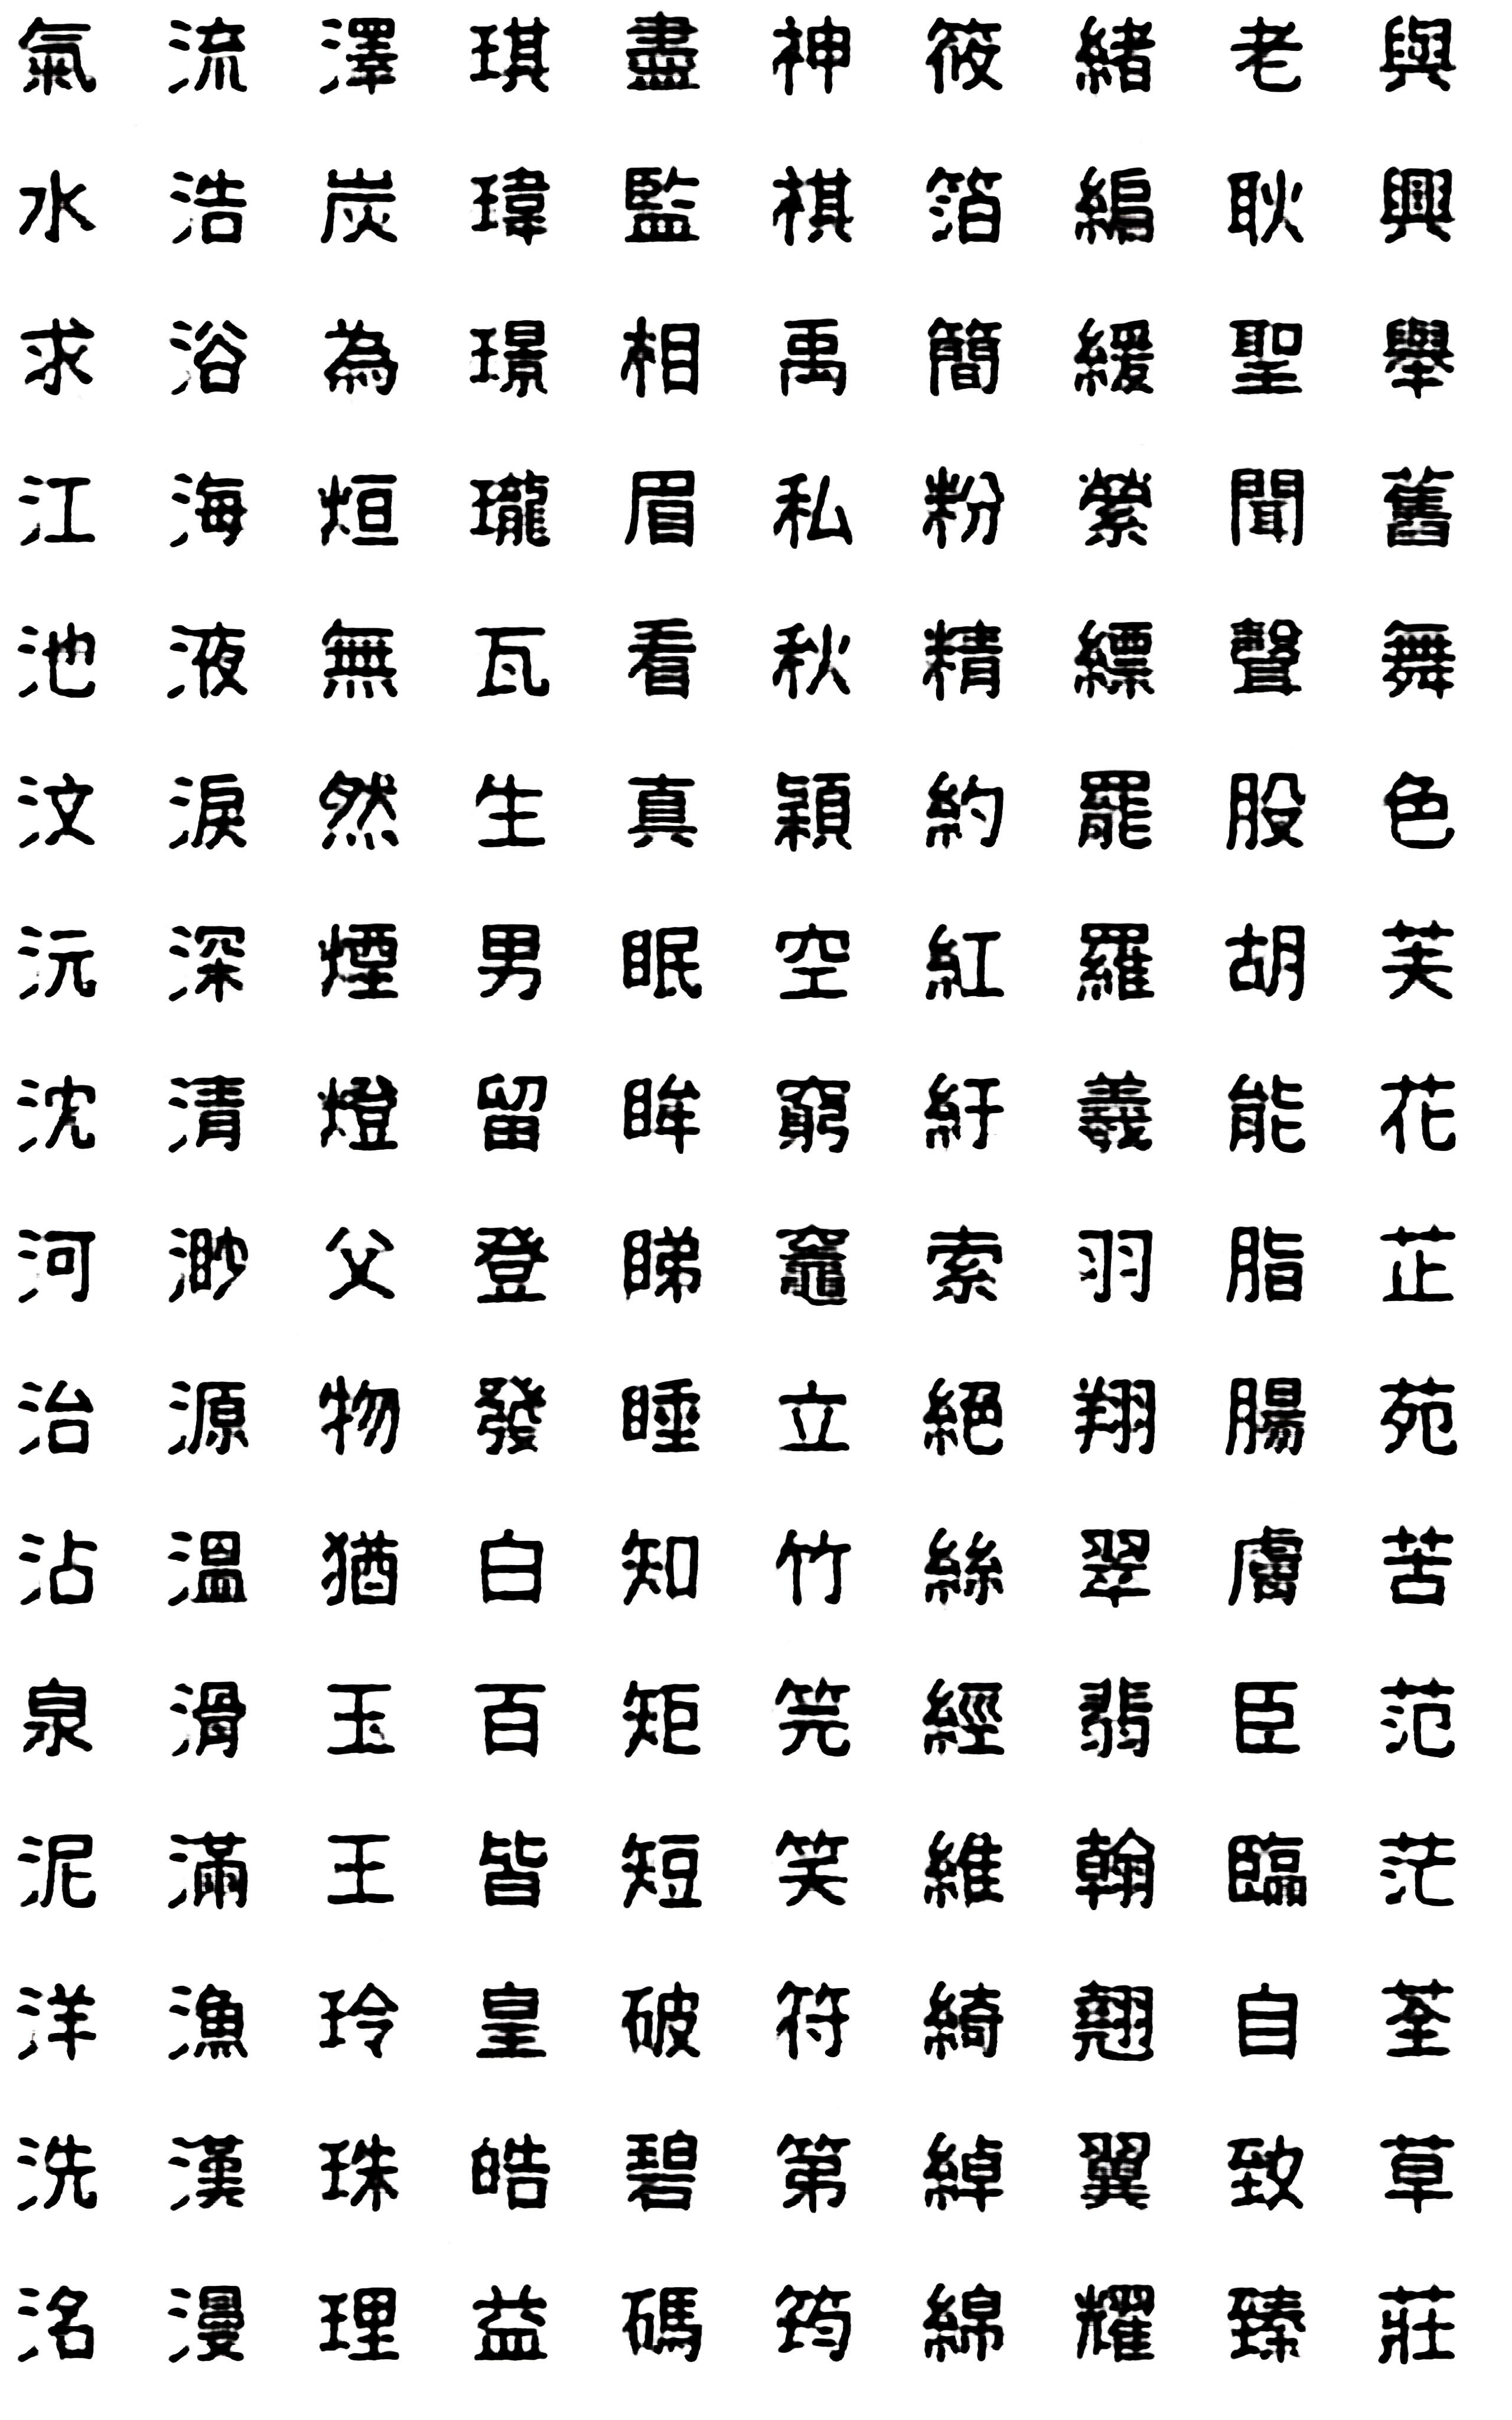 氣 流 澤 琪 盡 神 筱 緒 老 與
水 浩 炭 瑋 監 祺 箔 編 耿 興
求 浴 為 璟 相 禹 簡 緩 聖 舉
江 海 烜 瓏 眉 私 粉 縈 聞 舊
池 液 無 瓦 看 秋 精 縹 聲 舞
汶 淚 然 生 真 穎 約 罷 股 色
沅 深 煙 男 眠 空 紅 羅 胡 芙
沈 清 燈 留 眸 窮 紆 羲 能 花
河 渺 父 登 睇 竈 索 羽 脂 芷
治 源 物 發 睡 立 絕 翔 腸 苑
沾 溫 猶 白 知 竹 絲 翠 膚 苦
泉 滑 玉 百 矩 笎 經 翡 臣 范
泥 滿 王 皆 短 笑 維 翰 臨 茫
洋 漁 玲 皇 破 符 綺 翹 自 荃
洗 漢 珠 皓 碧 第 綽 翼 致 草
洺 漫 理 益 碼 筠 綿 耀 臻 莊